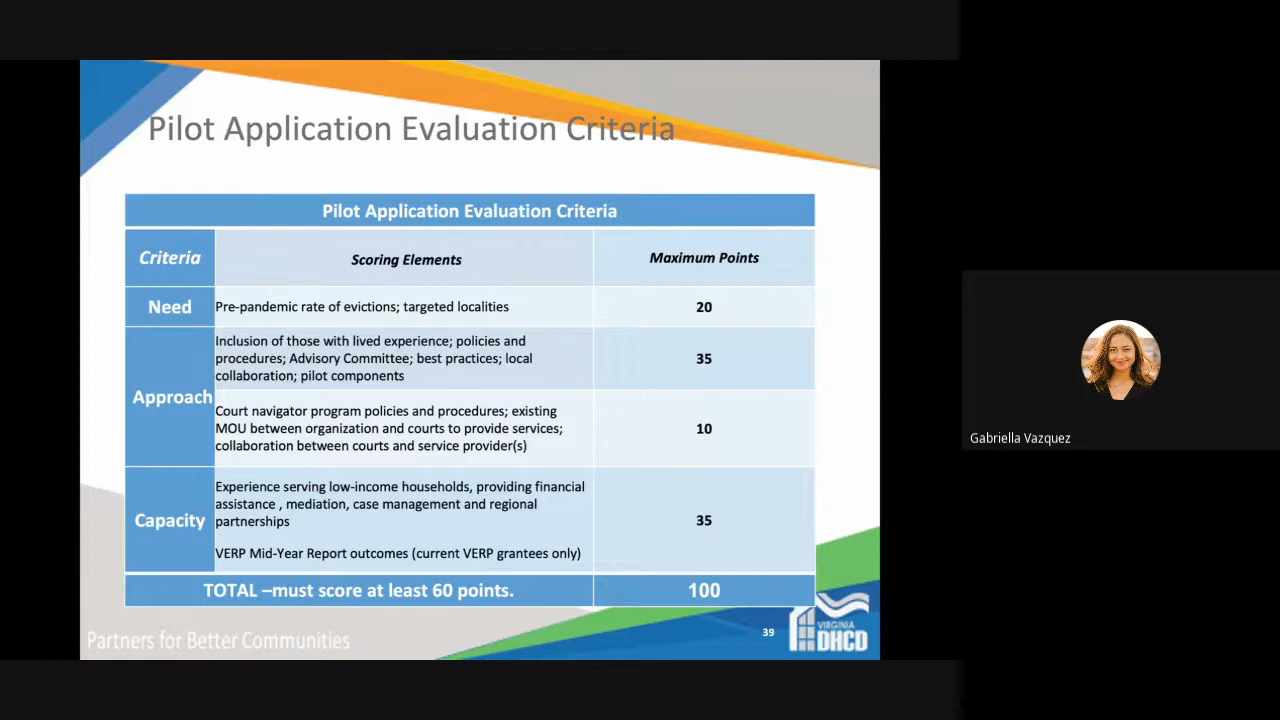 Pilot Application Evaluation Criteria
Pilot Application Evaluation Criteria
Criteria
Scoring Elements
Maximum Points
Need
Pre-pandemic rate of evictions; targeted localities
20
Approach
Inclusion of those with lived experience; policies and
procedures; Advisory Committee; best practices; local
collaboration; pilot components
35
Court navigator program policies and procedures; existing
MOU between organization and courts to provide services;
collaboration between courts and service provider(s)
10
Capacity
Experience serving low-income households, providing financial
assistance , mediation, case management and regional
partnerships
VERP Mid-Year Report outcomes (current VERP grantees only)
35
TOTAL –must score at least 60 points.
100
Partners for Better Communities
39
VIRGINIA
DHCD
Gabriella Vazquez